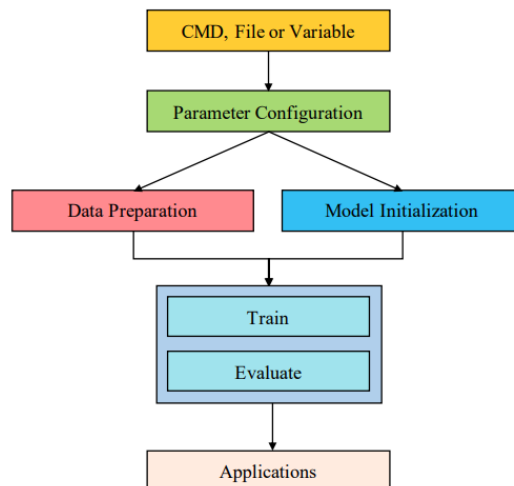 CMD, File or Variable
Parameter Configuration
Data Preparation
Model Initialization
Train
Evaluate
Applications